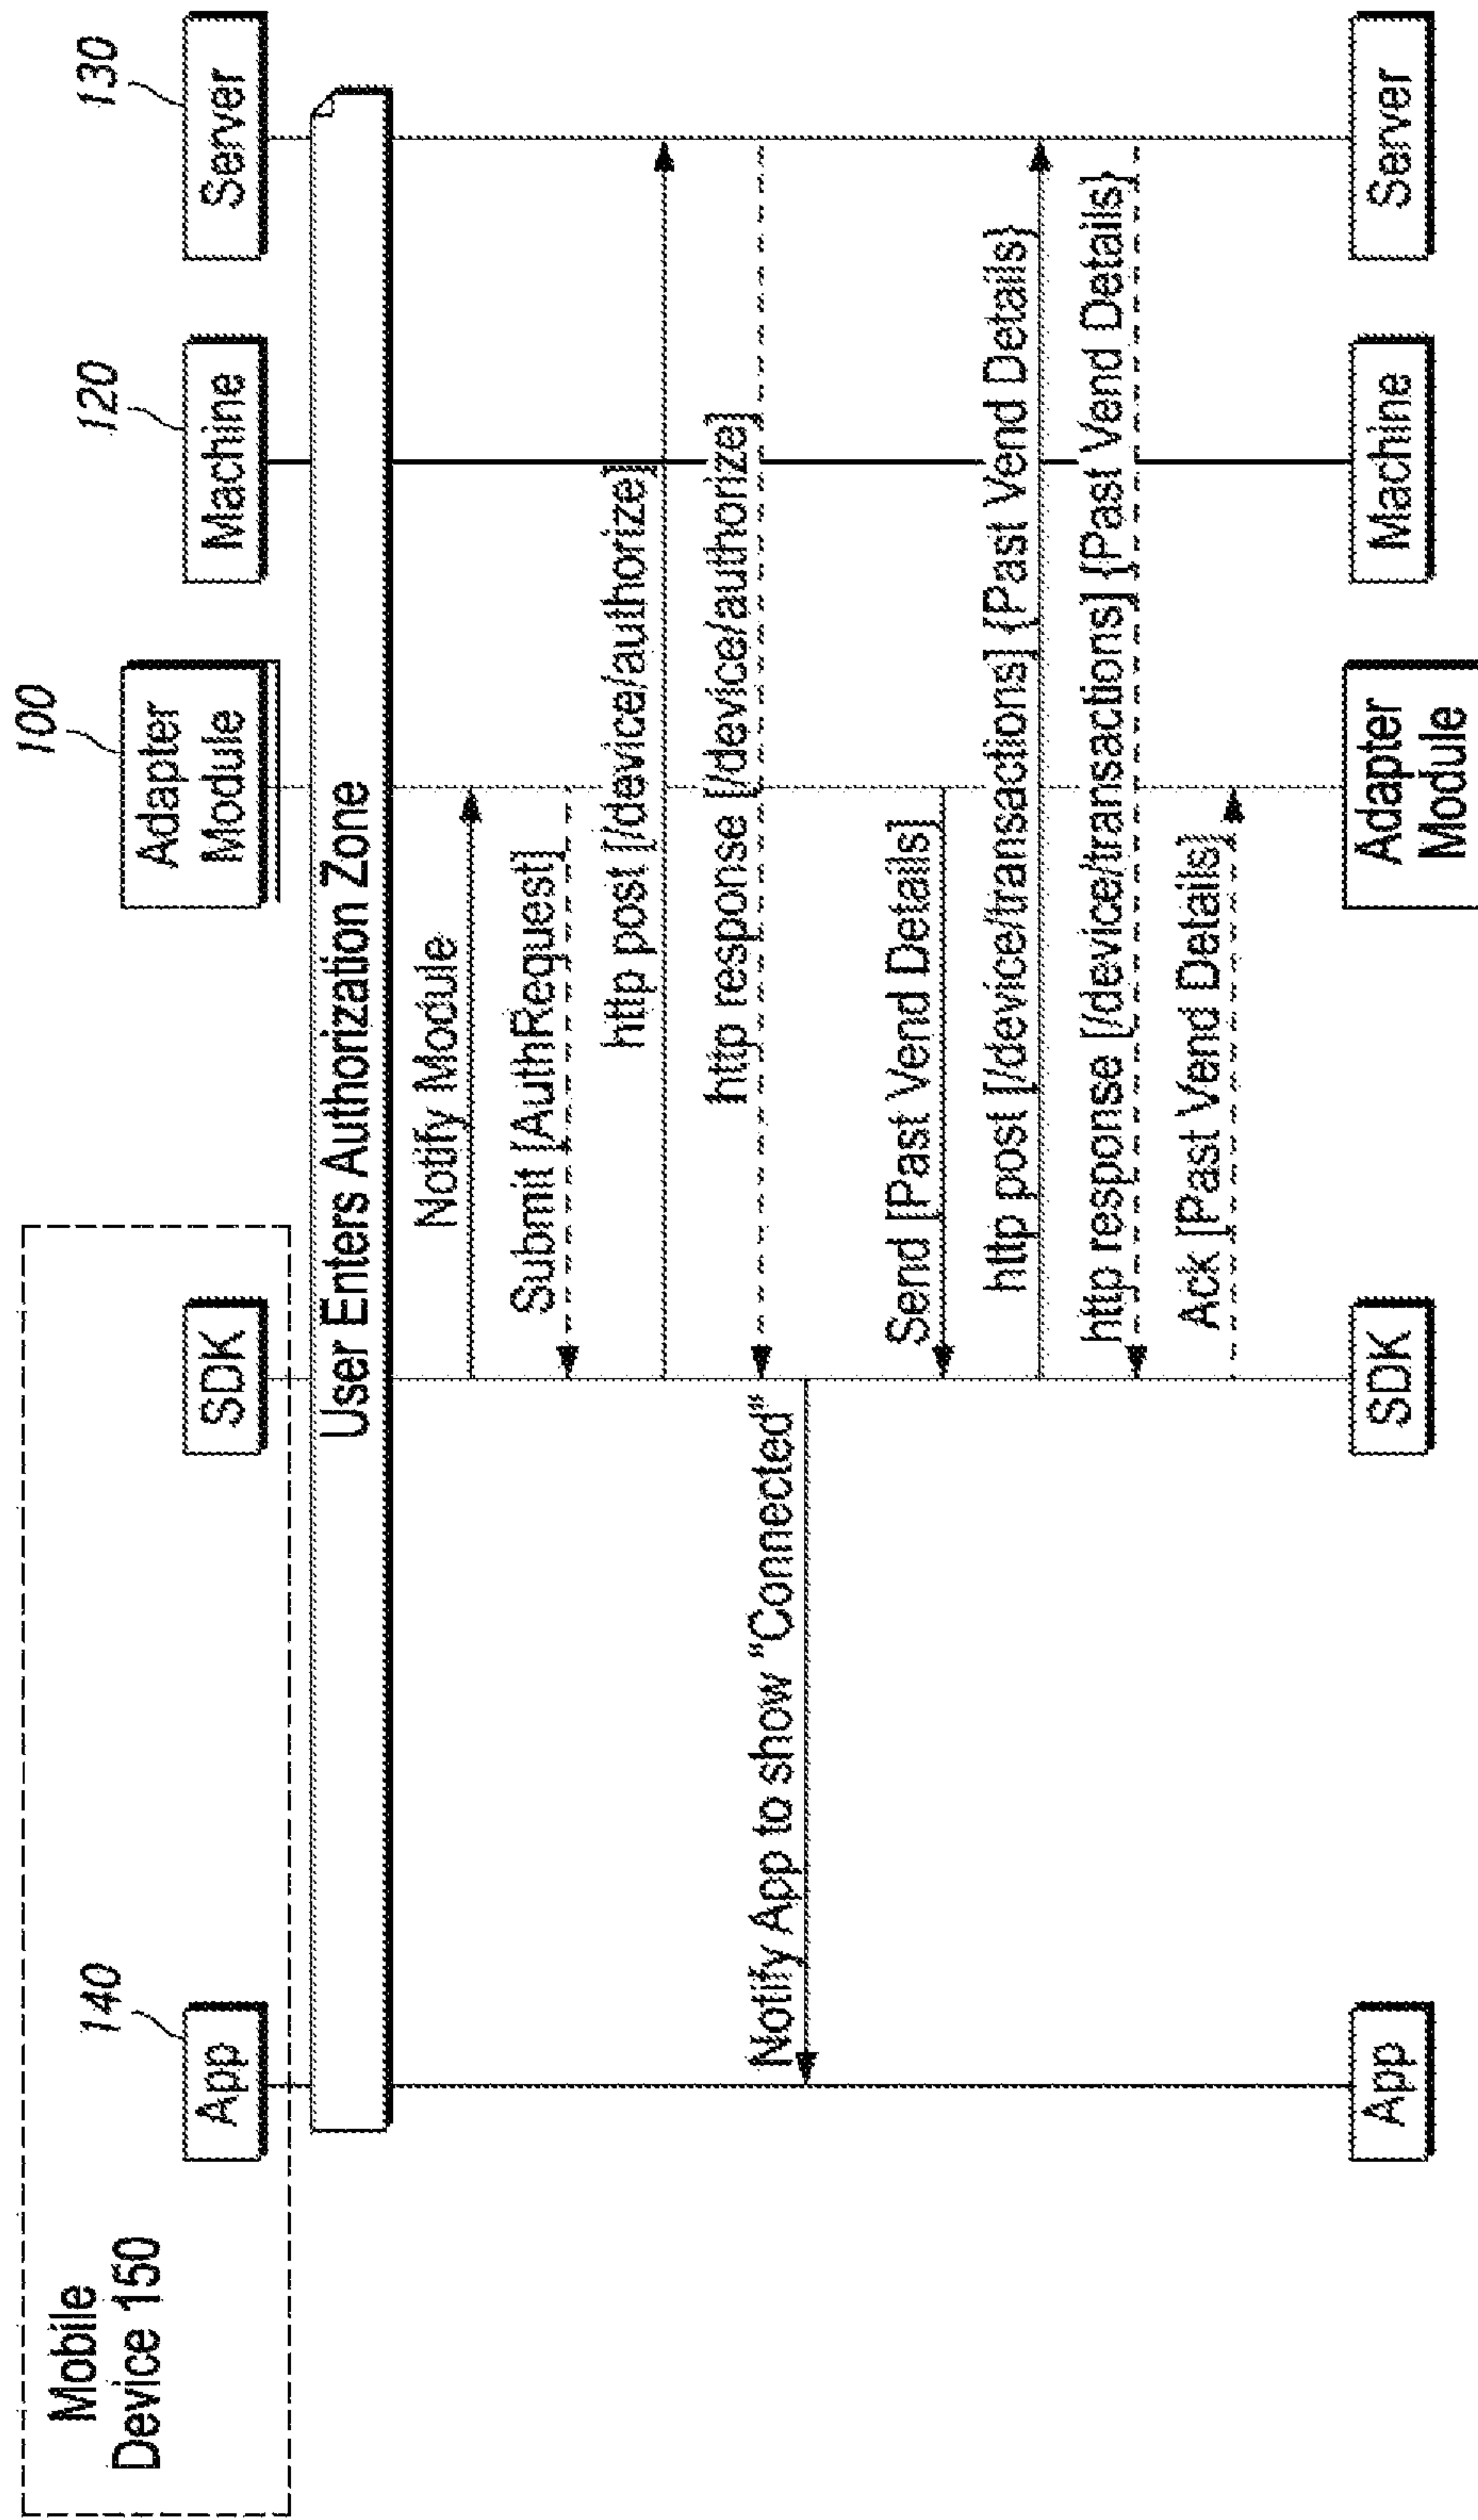 Mobile
Device 150
140
App
SDK
100
Adapter
Module
120
Machine
130
Server
User Enters Authorization Zone
Notify Module
Submit [AuthRequest]
http post [/device/authorize]
http response [/device/authorize]
Notify App to show "Connected"
Send [Past Vend Details]
http post [/device/transactions] {Past Vend Details}
http response [/device/transactions] {Past Vend Details}
Ack [Past Vend Details]
App
SDK
Adapter
Module
Machine
Server